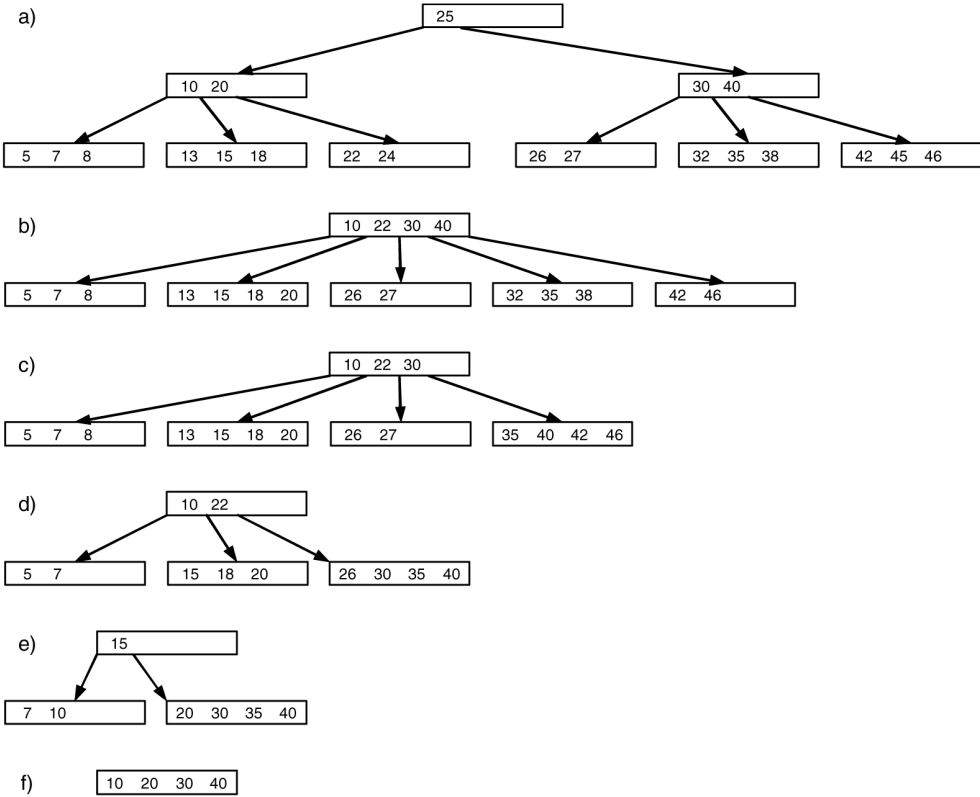 a) 25
10 20 30 40
5 7 8 13 15 18 22 24 26 27 32 35 38 42 45 46
b) 10 22 30 40
5 7 8 13 15 18 20 26 27 32 35 38 42 46
c) 10 22 30
5 7 8 13 15 18 20 26 27 35 40 42 46
d) 10 22
5 7 15 18 20 26 30 35 40
e) 15
7 10 20 30 35 40
f) 10 20 30 40